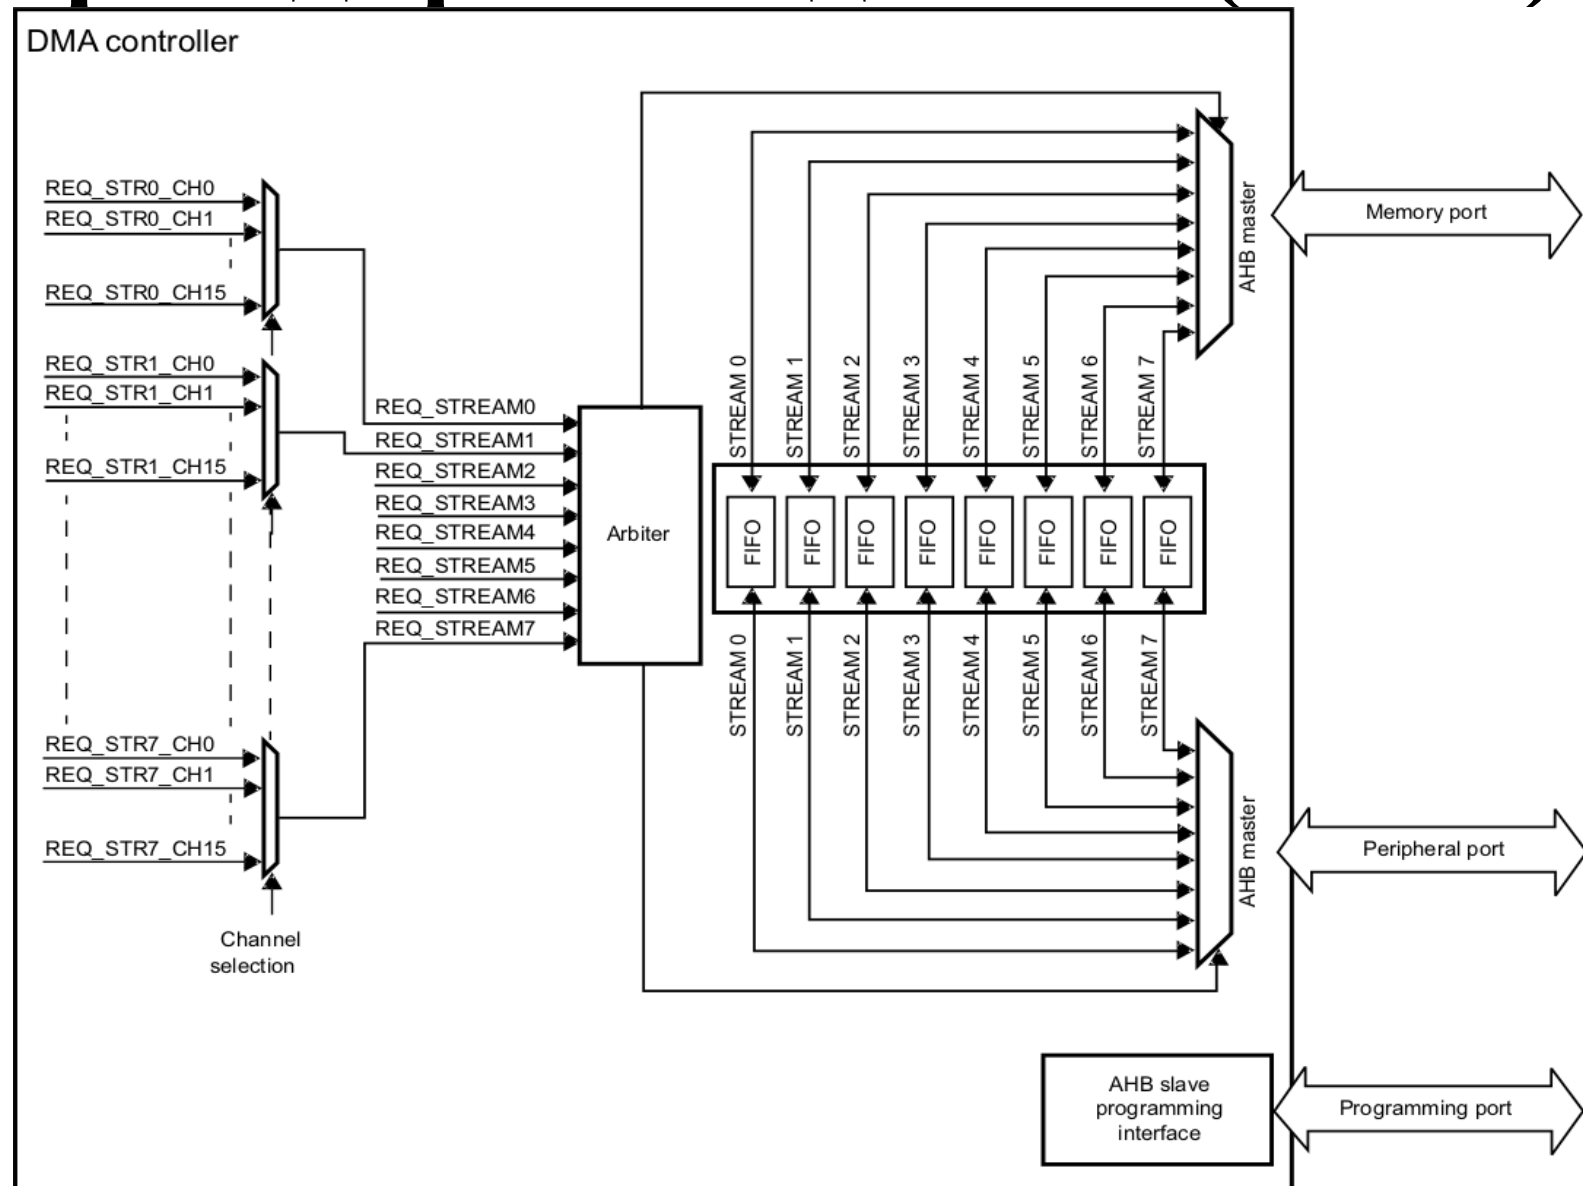 DMA controller
REQ_STR0_CH0
REQ_STR0_CH1
REQ_STR0_CH15
REQ_STR1_CH0
REQ_STR1_CH1
REQ_STR1_CH15
REQ_STR7_CH0
REQ_STR7_CH1
REQ_STR7_CH15
Channel
selection
REQ_STREAM0
REQ_STREAM1
REQ_STREAM2
REQ_STREAM3
REQ_STREAM4
REQ_STREAM5
REQ_STREAM6
REQ_STREAM7
Arbiter
STREAM 0
STREAM 1
STREAM 2
STREAM 3
STREAM 4
STREAM 5
STREAM 6
STREAM 7
FIFO
FIFO
FIFO
FIFO
FIFO
FIFO
FIFO
FIFO
STREAM 0
STREAM 1
STREAM 2
STREAM 3
STREAM 4
STREAM 5
STREAM 6
STREAM 7
AHB master
Memory port
AHB master
Peripheral port
AHB slave
programming
interface
Programming port